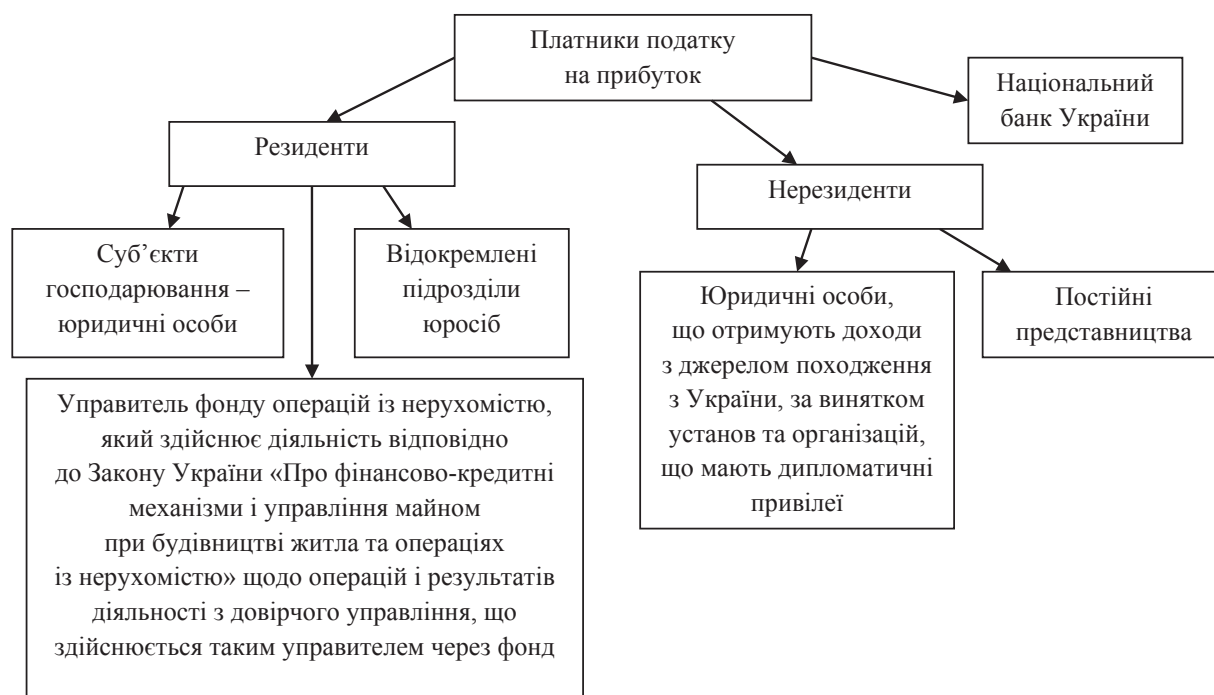 Платники податку
на прибуток
Національний
банк України
Резиденти
Нерезиденти
Суб’єкти
господарювання –
юридичні особи
Відокремлені
підрозділи
юросіб
Юридичні особи,
що отримують доходи
з джерелом походження
з України, за винятком
установ та організацій,
що мають дипломатичні
привілеї
Постійні
представництва
Управитель фонду операцій із нерухомістю,
який здійснює діяльність відповідно
до Закону України «Про фінансово-кредитні
механізми і управління майном
при будівництві житла та операціях
із нерухомістю» щодо операцій і результатів
діяльності з довірчого управління, що
здійснюється таким управителем через фонд